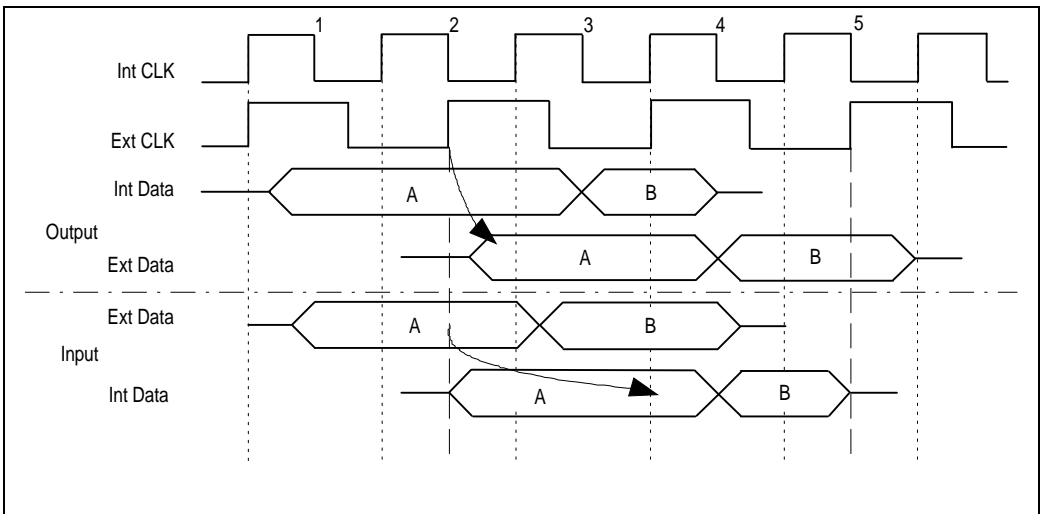 1 2 3 4 5
Int CLK
Ext CLK
Int Data A B
Output
Ext Data A B
Ext Data A B
Input
Int Data A B